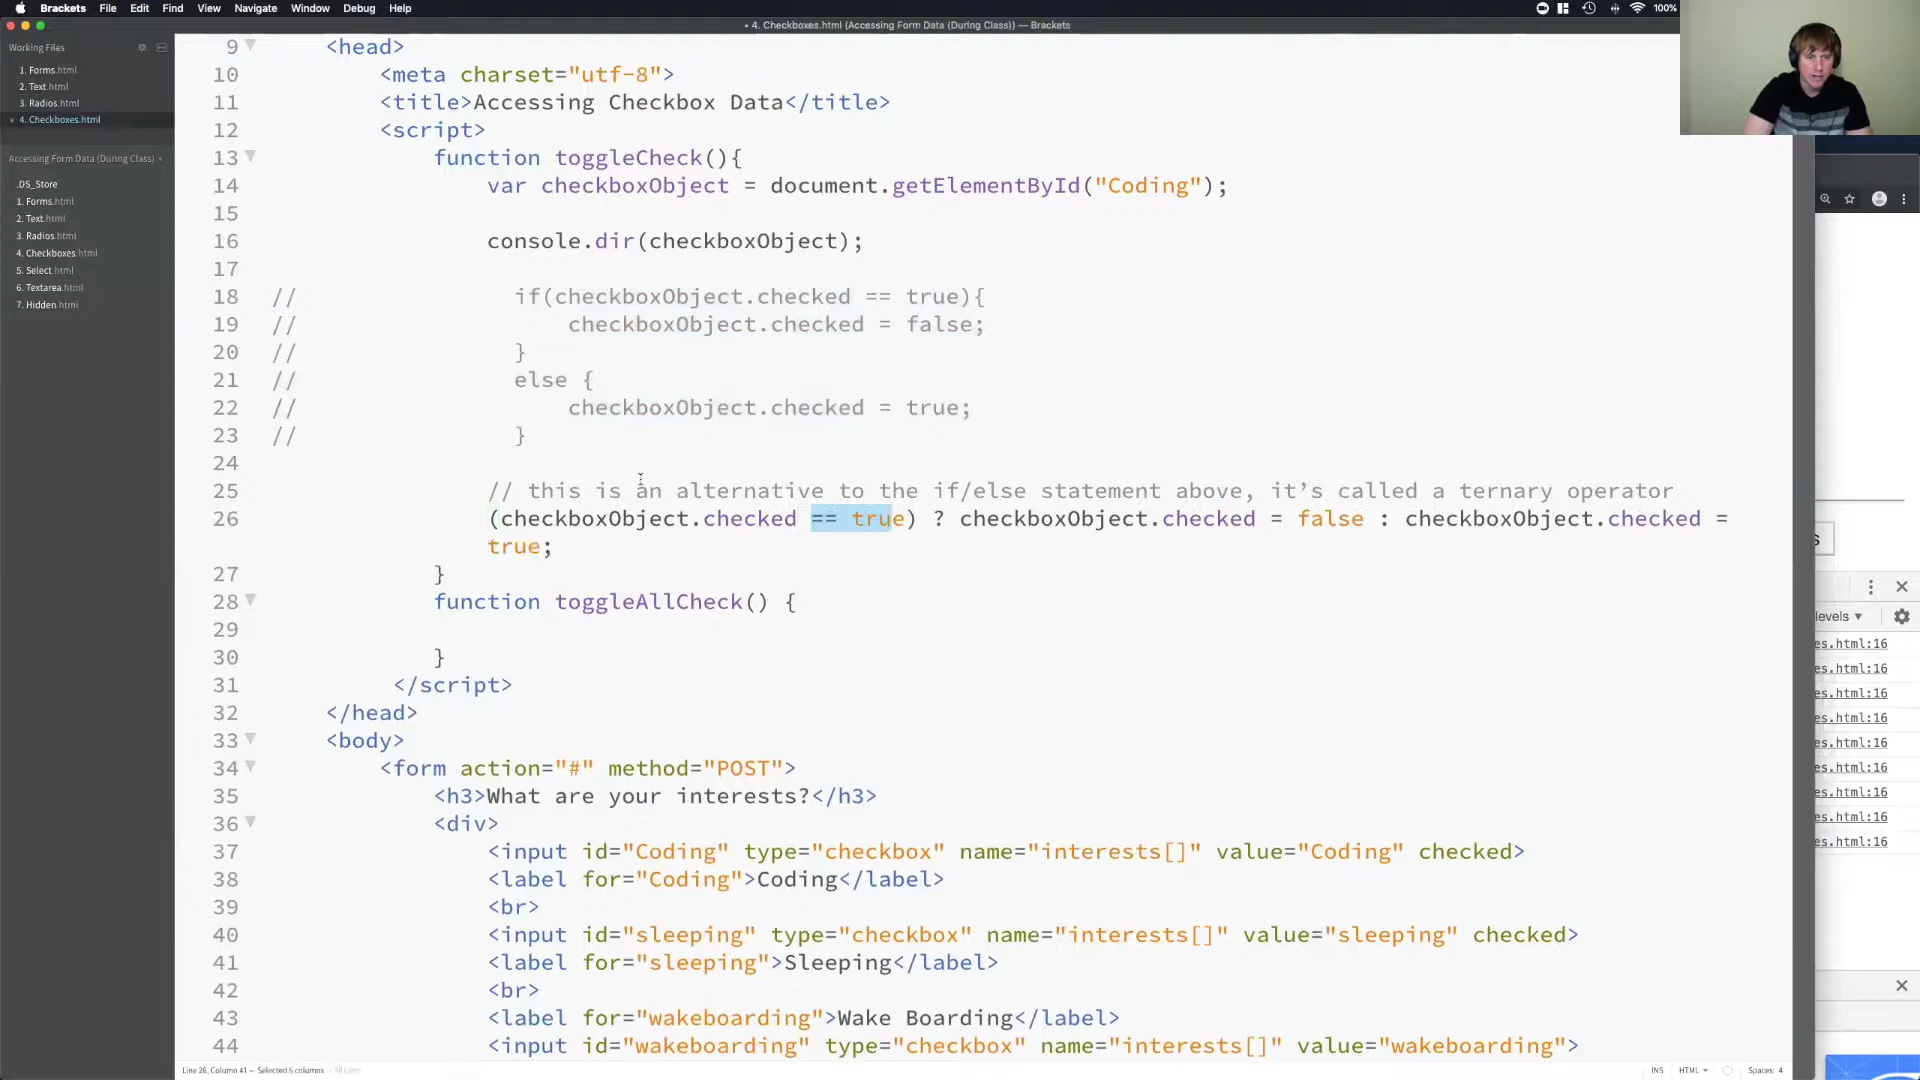 Brackets File Edit Find View Navigate Window Debug Help
100%
• 4. Checkboxes.html (Accessing Form Data (During Class)) — Brackets
Working Files
1. Forms.html
2. Text.html
3. Radios.html
4. Checkboxes.html
Accessing Form Data (During Class)
.DS_Store
1. Forms.html
2. Text.html
3. Radios.html
4. Checkboxes.html
5. Select.html
6. Textarea.html
7. Hidden.html
9 <head>
10 <meta charset="utf-8">
11 <title>Accessing Checkbox Data</title>
12 <script>
13 function toggleCheck(){
14 var checkboxObject = document.getElementById("Coding");
15
16 console.dir(checkboxObject);
17
18 // if(checkboxObject.checked == true){
19 // checkboxObject.checked = false;
20 // }
21 // else {
22 // checkboxObject.checked = true;
23 // }
24
25 // this is an alternative to the if/else statement above, it’s called a ternary operator
26 (checkboxObject.checked == true) ? checkboxObject.checked = false : checkboxObject.checked =
true;
27 }
28 function toggleAllCheck() {
29
30 }
31 </script>
32 </head>
33 <body>
34 <form action="#" method="POST">
35 <h3>What are your interests?</h3>
36 <div>
37 <input id="Coding" type="checkbox" name="interests[]" value="Coding" checked>
38 <label for="Coding">Coding</label>
39 <br>
40 <input id="sleeping" type="checkbox" name="interests[]" value="sleeping" checked>
41 <label for="sleeping">Sleeping</label>
42 <br>
43 <label for="wakeboarding">Wake Boarding</label>
44 <input id="wakeboarding" type="checkbox" name="interests[]" value="wakeboarding">
s
levels
es.html:16
es.html:16
es.html:16
es.html:16
es.html:16
es.html:16
es.html:16
es.html:16
es.html:16
Line 26, Column 41 — Selected 6 columns
INS HTML Spaces: 4